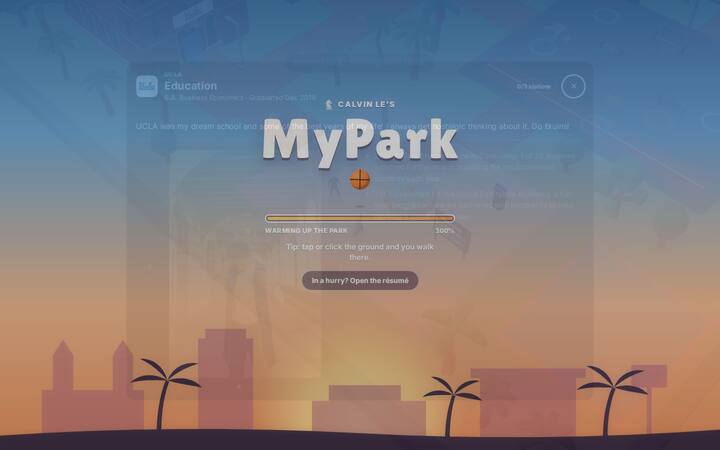 UCLA
Education
B.A. Business Economics · Graduated Dec. 2019
0/3 stations
CALVIN LE'S
UCLA was my dream school and some of the best years of my life! I always get nostalgic thinking about it. Go Bruins!
MyPark
WARMING UP THE PARK
100%
Tip: tap or click the ground and you walk
there.
In a hurry? Open the résumé